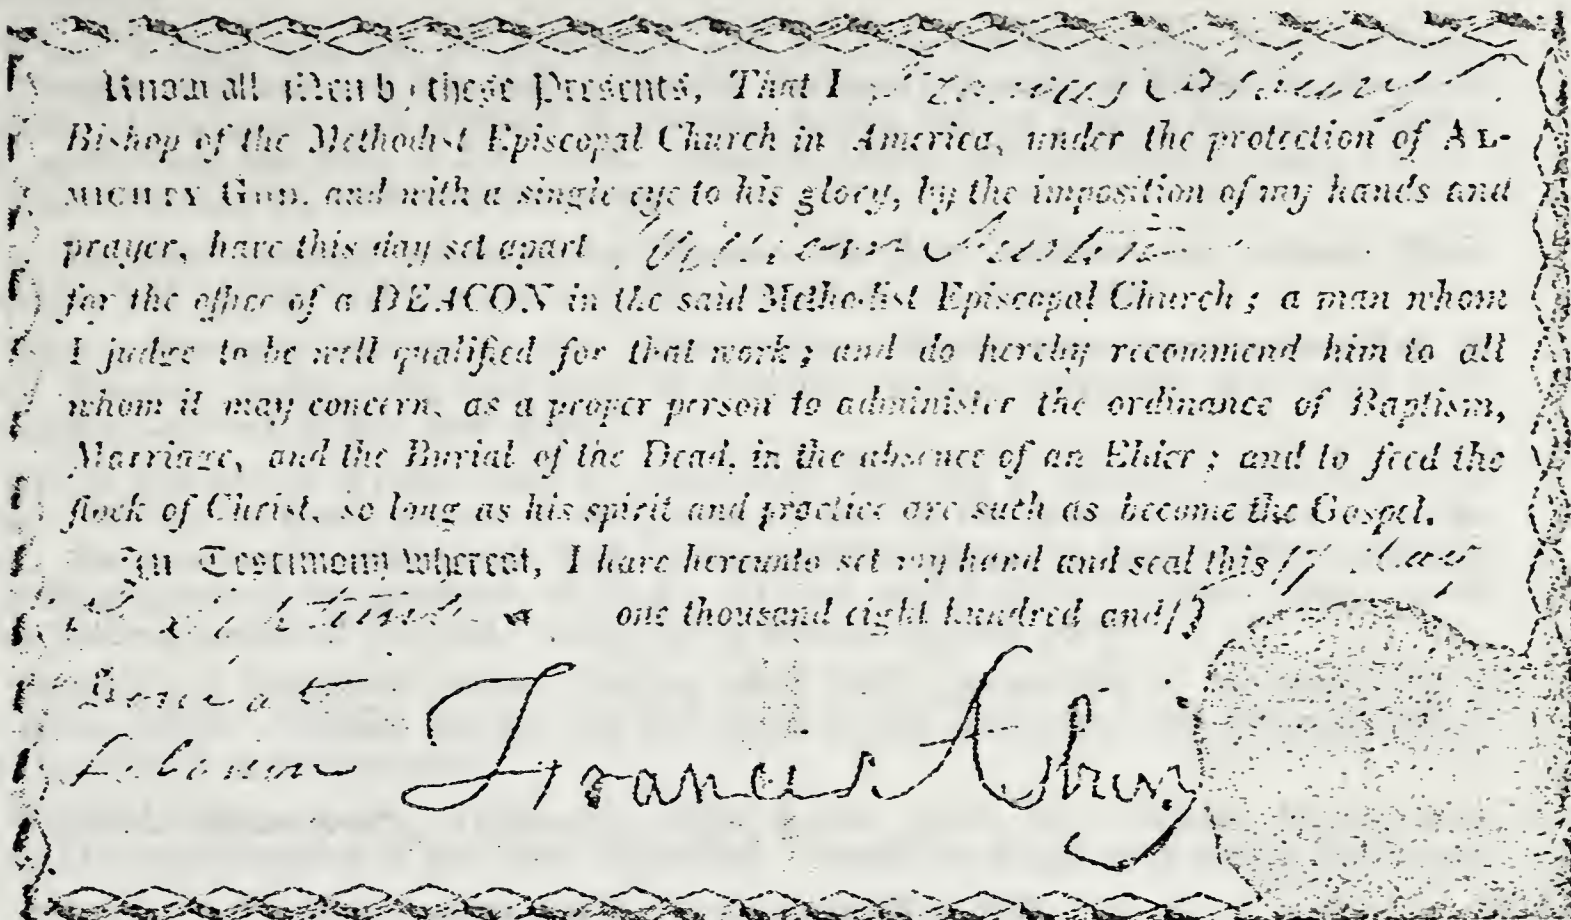 Know all Men by these Presents, That I Francis Asbury
Bishop of the Methodist Episcopal Church in America, under the protection of AL-
MIGHTY GOD, and with a single eye to his glory, by the imposition of my hands and
prayer, have this day set apart William Austin
for the office of a DEACON in the said Methodist Episcopal Church; a man whom
I judge to be well qualified for that work; and do hereby recommend him to all
whom it may concern, as a proper person to administer the ordinance of Baptism,
Marriage, and the Burial of the Dead, in the absence of an Elder; and to feed the
flock of Christ, so long as his spirit and practice are such as become the Gospel.
In Testimony whereof, I have hereunto set my hand and seal this 17 day
one thousand eight hundred and 13
Done at
Lebanon Francis Asbury